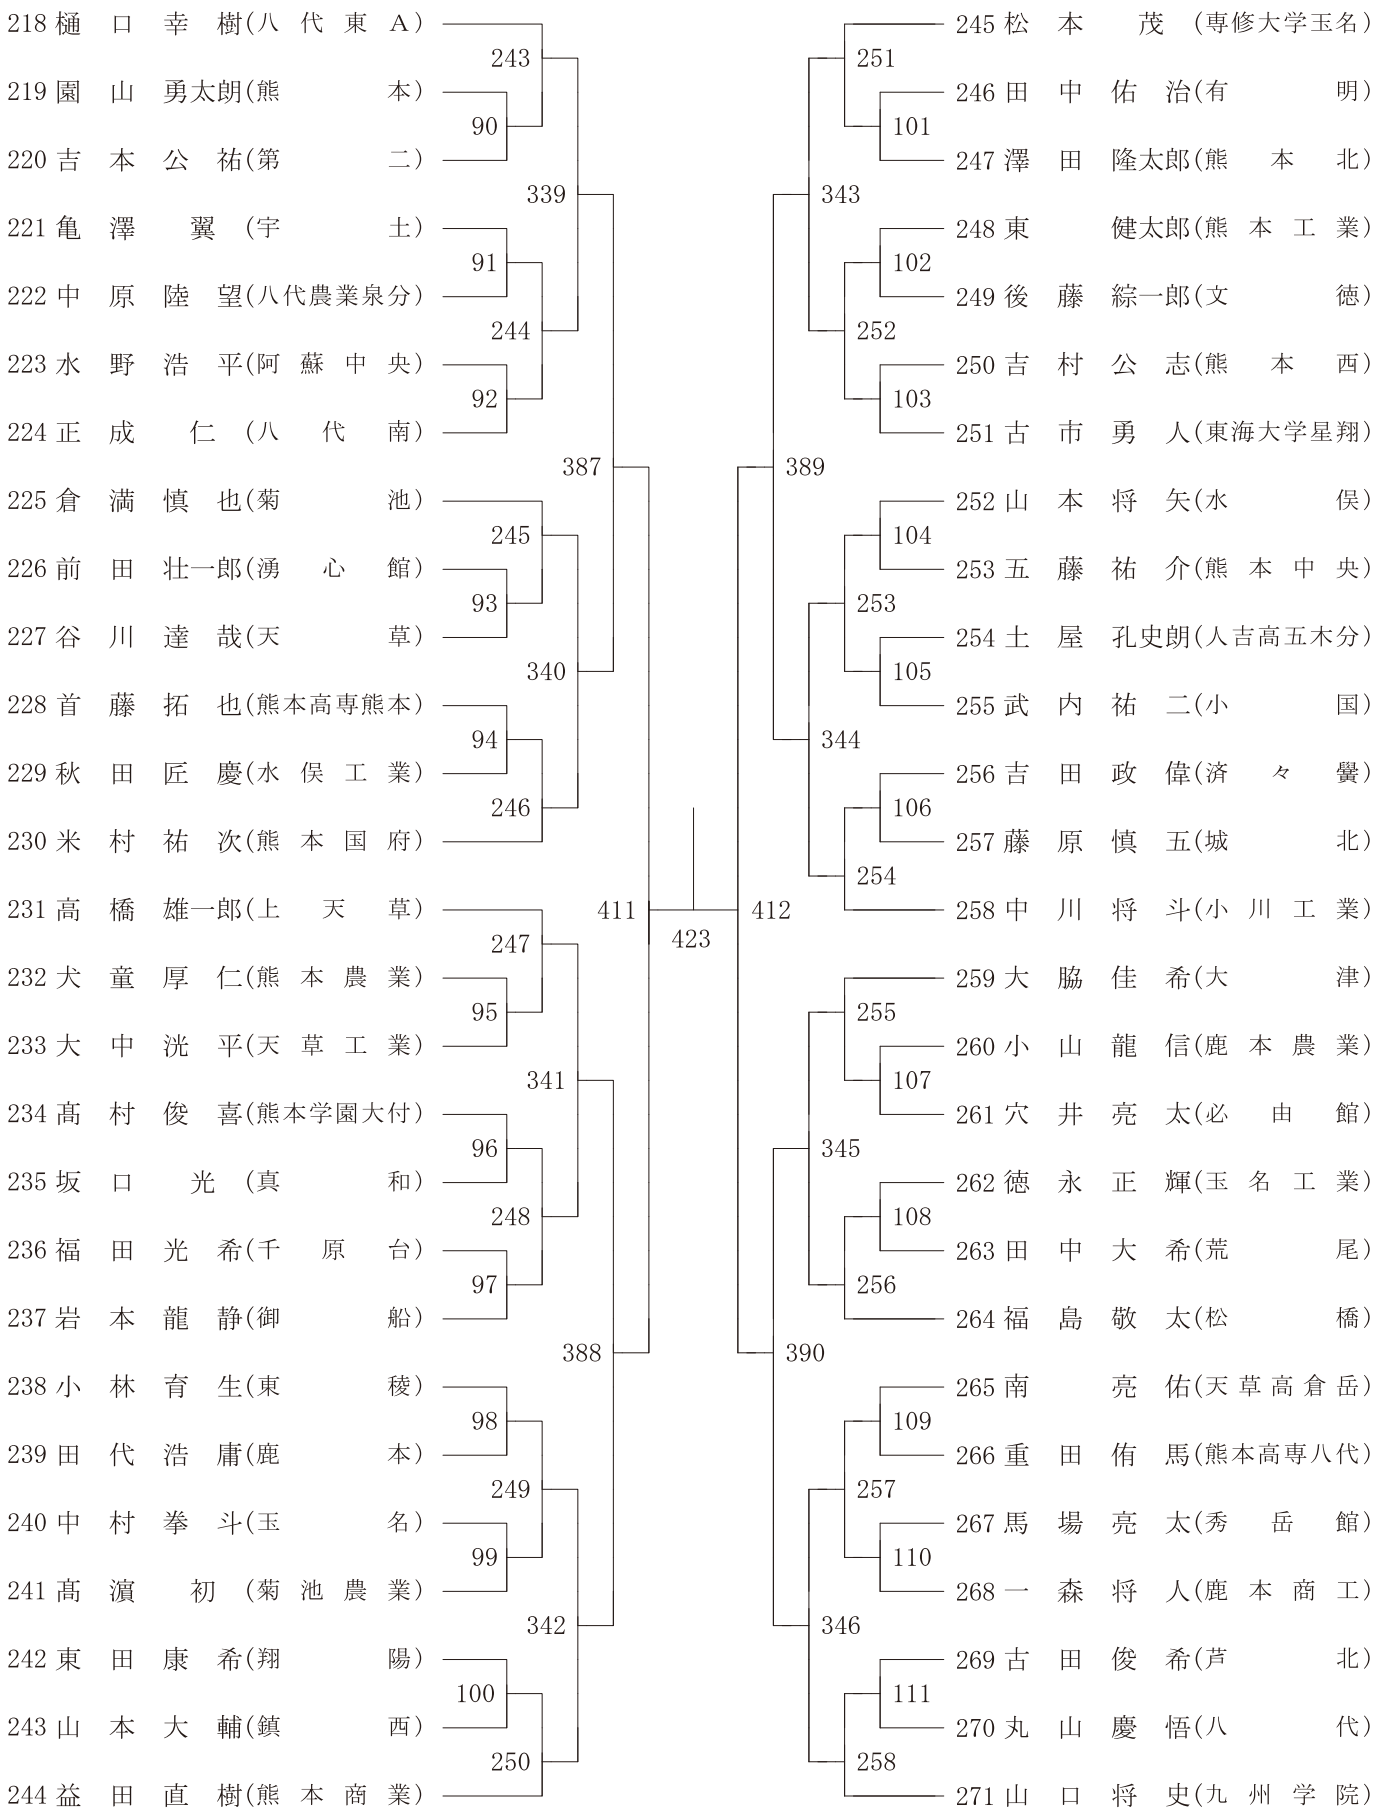 218 樋口幸樹(八代東A)
243
219 園山勇太朗(熊本)
90
220 吉本公祐(第二)
339
221 亀澤翼(宇土)
91
222 中原陸望(八代農業泉分)
244
223 水野浩平(阿蘇中央)
92
224 正成仁(八代南)
387
225 倉満慎也(菊池)
245
226 前田壮一郎(湧心館)
93
227 谷川達哉(天草)
340
228 首藤拓也(熊本高専熊本)
94
229 秋田匠慶(水俣工業)
246
230 米村祐次(熊本国府)
231 高橋雄一郎(上天草)
411
247
232 犬童厚仁(熊本農業)
95
233 大中洸平(天草工業)
341
234 髙村俊喜(熊本学園大付)
96
235 坂口光(真和)
248
236 福田光希(千原台)
97
237 岩本龍静(御船)
388
238 小林育生(東稜)
98
239 田代浩庸(鹿本)
249
240 中村拳斗(玉名)
99
241 髙濵初(菊池農業)
342
242 東田康希(翔陽)
100
243 山本大輔(鎮西)
250
244 益田直樹(熊本商業)
423
245 松本茂(専修大学玉名)
251
246 田中佑治(有明)
101
247 澤田隆太郎(熊本北)
343
248 東健太郎(熊本工業)
102
249 後藤綜一郎(文徳)
252
250 吉村公志(熊本西)
103
251 古市勇人(東海大学星翔)
389
252 山本将矢(水俣)
104
253 五藤祐介(熊本中央)
253
254 土屋孔史朗(人吉高五木分)
105
255 武内祐二(小国)
344
256 吉田政偉(済々黌)
106
257 藤原慎五(城北)
254
258 中川将斗(小川工業)
412
259 大脇佳希(大津)
255
260 小山龍信(鹿本農業)
107
261 穴井亮太(必由館)
345
262 徳永正輝(玉名工業)
108
263 田中大希(荒尾)
256
264 福島敬太(松橋)
390
265 南亮佑(天草高倉岳)
109
266 重田侑馬(熊本高専八代)
257
267 馬場亮太(秀岳館)
110
268 一森将人(鹿本商工)
346
269 古田俊希(芦北)
111
270 丸山慶悟(八代)
258
271 山口将史(九州学院)